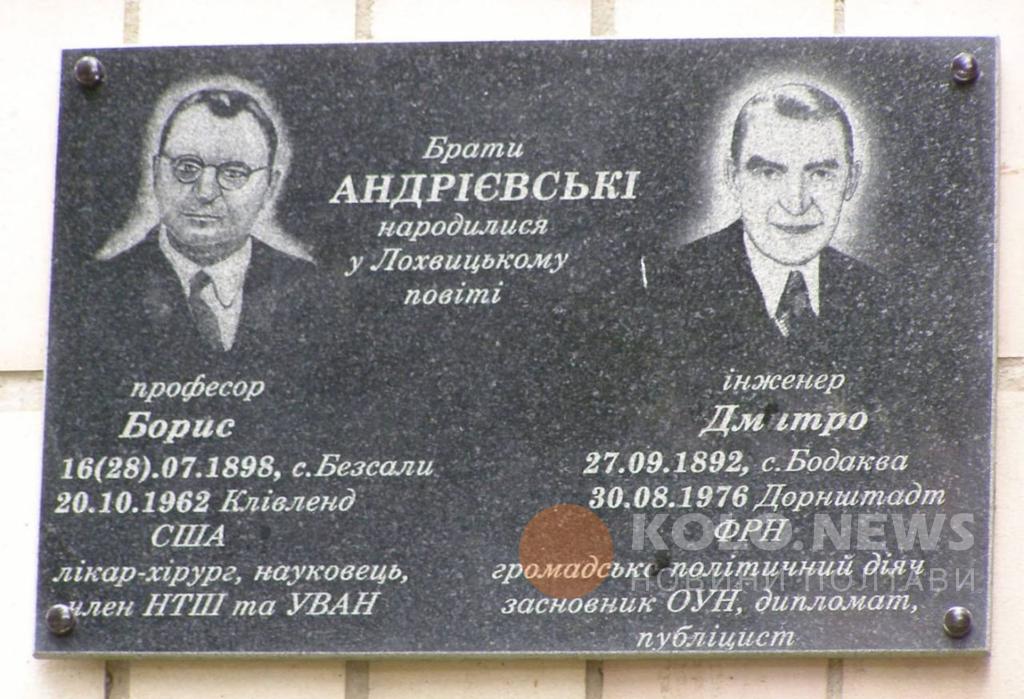 Брати
АНДРІЄВСЬКІ
народилися
у Лохвицькому
повіті
професор
Борис
16(28).07.1898, с.Безсали
20.10.1962 Клівленд
США
лікар-хірург, науковець,
член НТШ та УВАН
інженер
Дмитро
27.09.1892, с.Бодаква
30.08.1976 Дорнштадт
ФРН
громадсько політичний діяч
засновник ОУН, дипломат,
публіцист
KOLO.NEWS
НОВИНИ ПОЛТАВИ